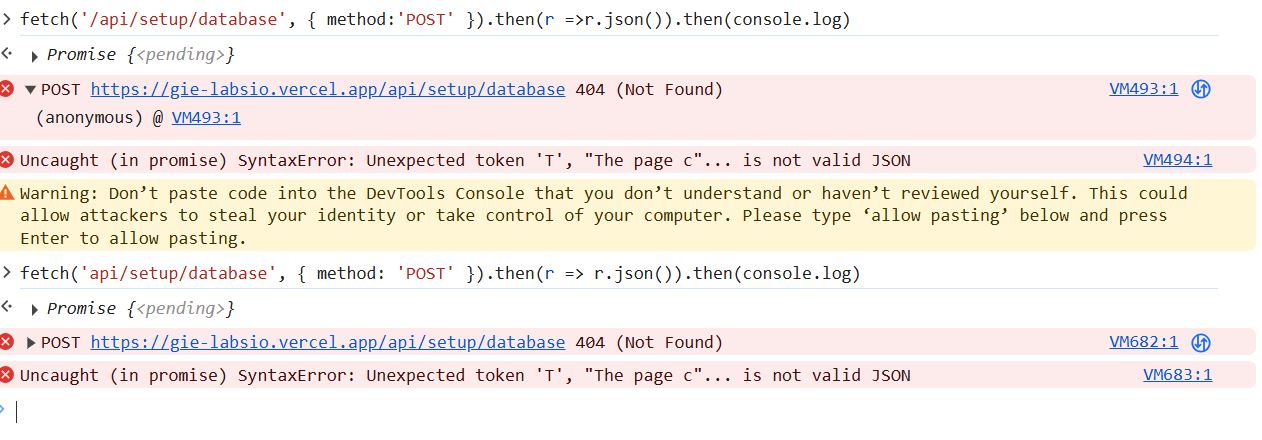 > fetch('/api/setup/database', { method:'POST' }).then(r =>r.json()).then(console.log)
Promise {<pending>}
POST https://gie-labsio.vercel.app/api/setup/database 404 (Not Found) VM493:1
(anonymous) @ VM493:1
Uncaught (in promise) SyntaxError: Unexpected token 'T', "The page c"... is not valid JSON VM494:1
Warning: Don’t paste code into the DevTools Console that you don’t understand or haven’t reviewed yourself. This could
allow attackers to steal your identity or take control of your computer. Please type ‘allow pasting’ below and press
Enter to allow pasting.
> fetch('api/setup/database', { method: 'POST' }).then(r => r.json()).then(console.log)
Promise {<pending>}
POST https://gie-labsio.vercel.app/api/setup/database 404 (Not Found) VM682:1
Uncaught (in promise) SyntaxError: Unexpected token 'T', "The page c"... is not valid JSON VM683:1
>